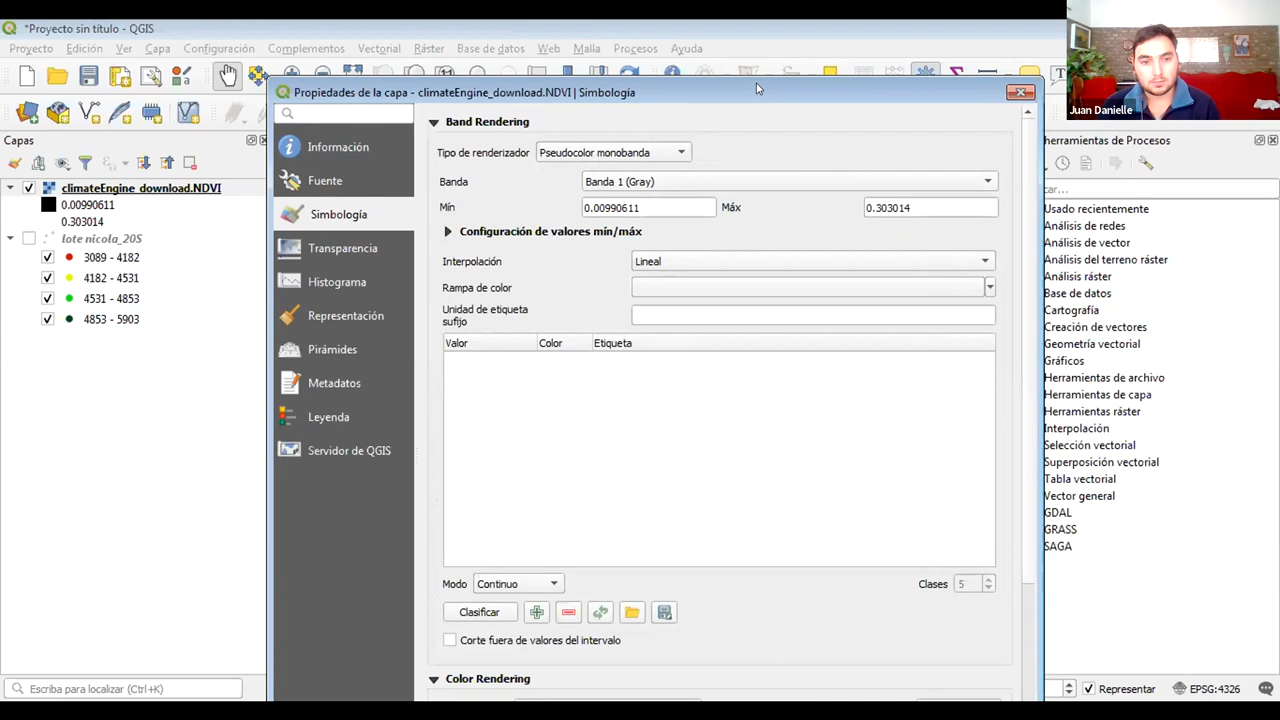 *Proyecto sin título - QGIS
Proyecto Edición Ver Capa Configuración Complementos Vectorial Ráster Base de datos Web Malla Procesos Ayuda
Juan Danielle
Propiedades de la capa - climateEngine_download.NDVI | Simbología
Capas
climateEngine_download.NDVI
0.00990611
0.303014
lote nicola_20S
3089 - 4182
4182 - 4531
4531 - 4853
4853 - 5903
Escriba para localizar (Ctrl+K)
Información
Fuente
Simbología
Transparencia
Histograma
Representación
Pirámides
Metadatos
Leyenda
Servidor de QGIS
Band Rendering
Tipo de renderizador Pseudocolor monobanda
Banda Banda 1 (Gray)
Mín 0.00990611 Máx 0.303014
Configuración de valores mín/máx
Interpolación Lineal
Rampa de color
Unidad de etiqueta
sufijo
Valor Color Etiqueta
Modo Continuo Clases 5
Clasificar
Corte fuera de valores del intervalo
Color Rendering
herramientas de Procesos
Usado recientemente
Análisis de redes
Análisis de vector
Análisis del terreno ráster
Análisis ráster
Base de datos
Cartografía
Creación de vectores
Geometría vectorial
Gráficos
Herramientas de archivo
Herramientas de capa
Herramientas ráster
Interpolación
Selección vectorial
Superposición vectorial
Tabla vectorial
Vector general
GDAL
GRASS
SAGA
Representar EPSG:4326